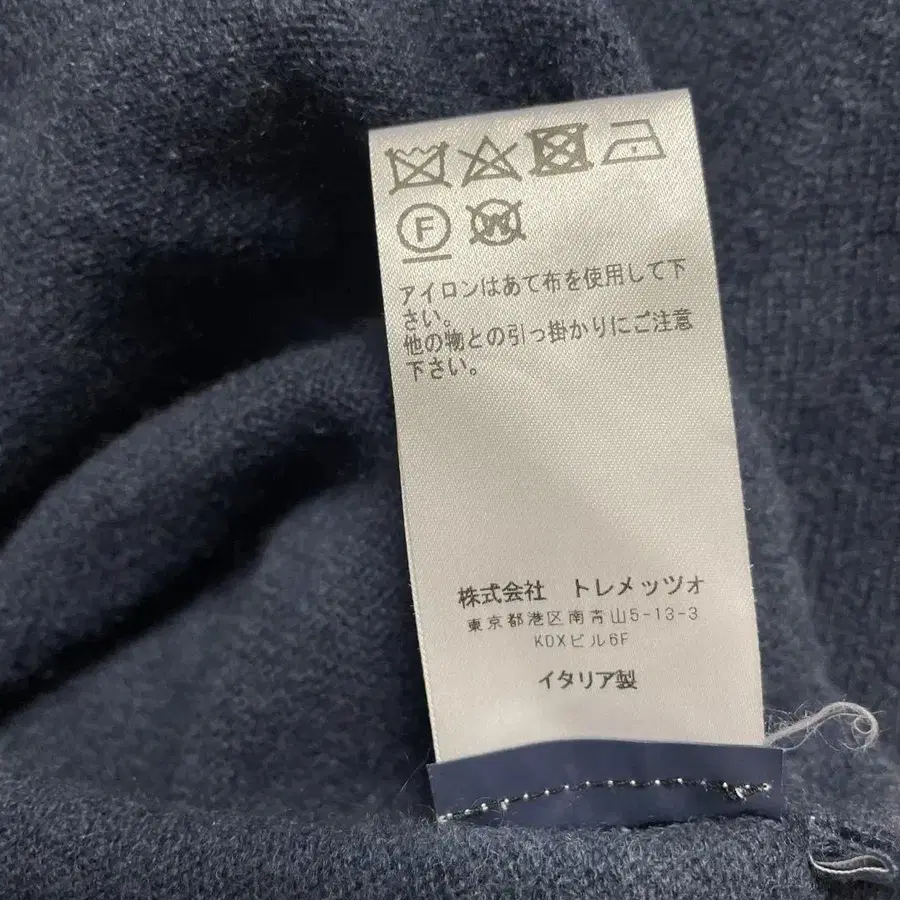 F
W
アイロンはあて布を使用して下
さい。
他の物との引っ掛かりにご注意
下さい。
株式会社　トレメッツォ
東京都港区南青山5-13-3
KDXビル6F
イタリア製